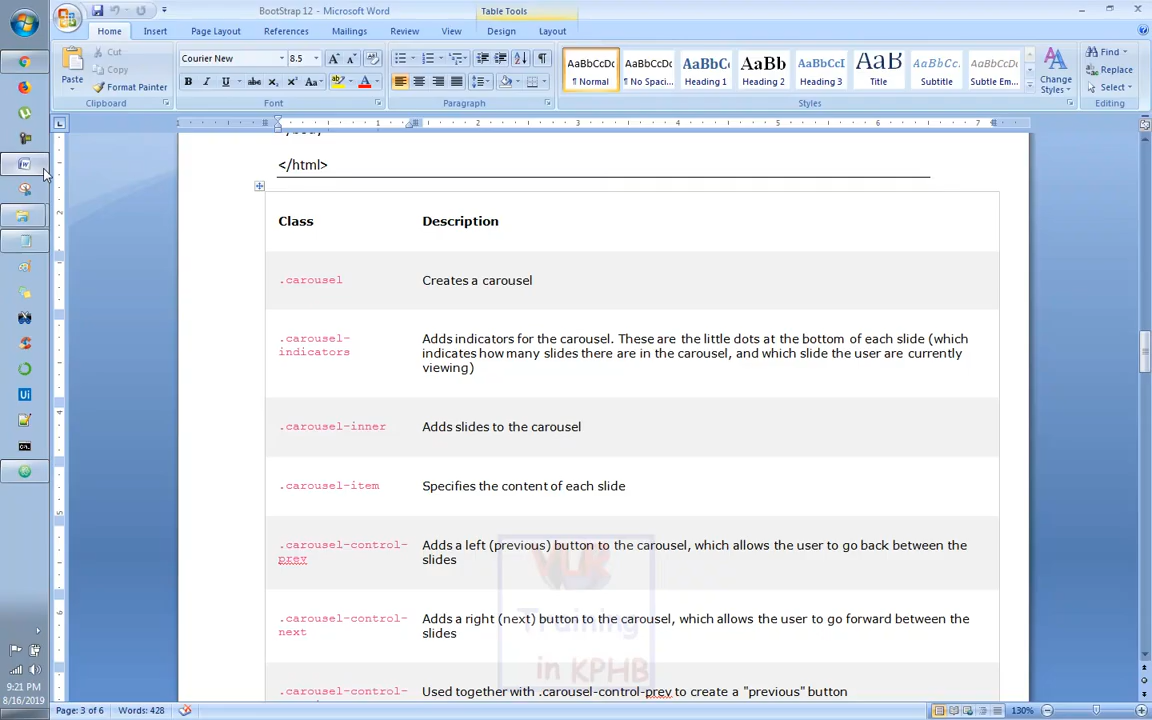 BootStrap 12 - Microsoft Word
Table Tools
Home
Insert
Page Layout
References
Mailings
Review
View
Design
Layout
Paste
Cut
Copy
Format Painter
Clipboard
Courier New
8.5
Font
Paragraph
AaBbCcDc
¶ Normal
AaBbCcDc
¶ No Spaci...
AaBbC
Heading 1
AaBb
Heading 2
AaBbCcI
Heading 3
AaB
Title
AaBbCc.
Subtitle
AaBbCcDc
Subtle Em...
Change
Styles
Styles
Find
Replace
Select
Editing
</html>
Class
Description
.carousel
Creates a carousel
.carousel-
indicators
Adds indicators for the carousel. These are the little dots at the bottom of each slide (which
indicates how many slides there are in the carousel, and which slide the user are currently
viewing)
.carousel-inner
Adds slides to the carousel
.carousel-item
Specifies the content of each slide
.carousel-control-
prev
Adds a left (previous) button to the carousel, which allows the user to go back between the
slides
.carousel-control-
next
Adds a right (next) button to the carousel, which allows the user to go forward between the
slides
.carousel-control-
Used together with .carousel-control-prev to create a "previous" button
Training
in KPHB
9:21 PM
8/16/2019
Page: 3 of 6
Words: 428
130%